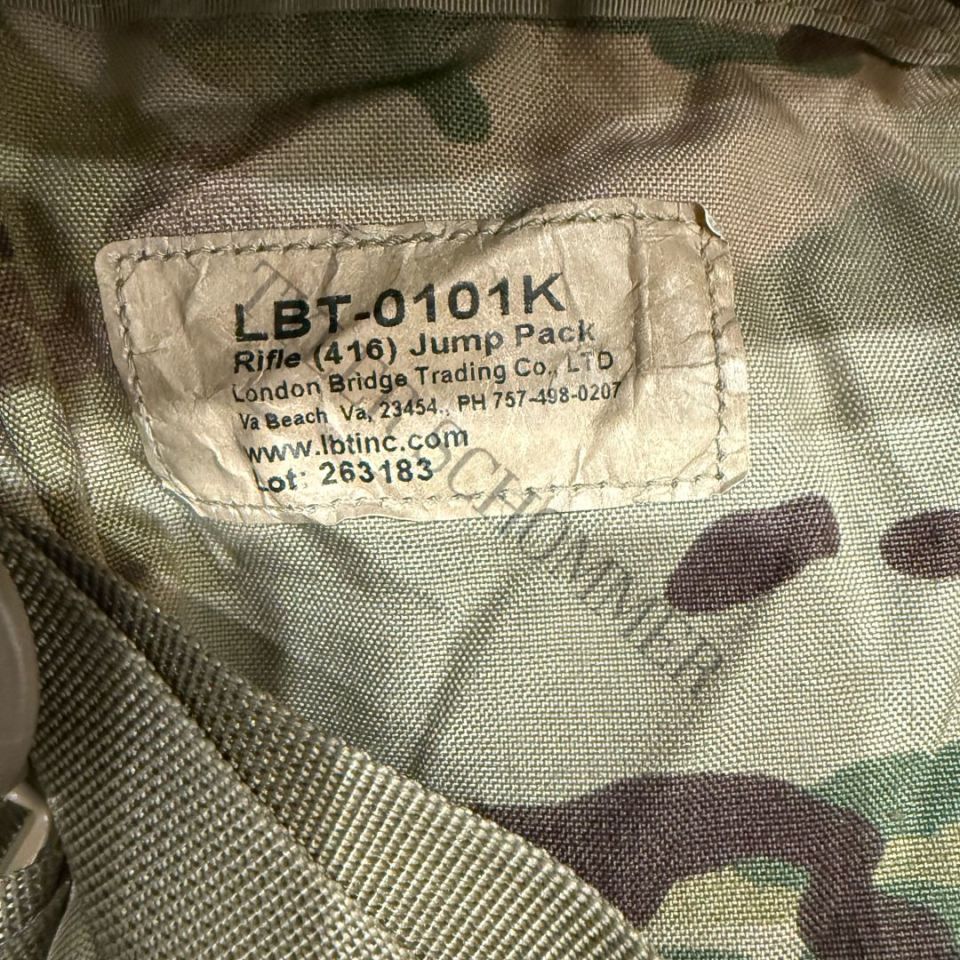 LBT-0101K
Rifle (416) Jump Pack
London Bridge Trading Co., LTD
Va Beach Va, 23454., PH 757-498-0207
www.lbtinc.com
Lot: 263183
SCHOMMER